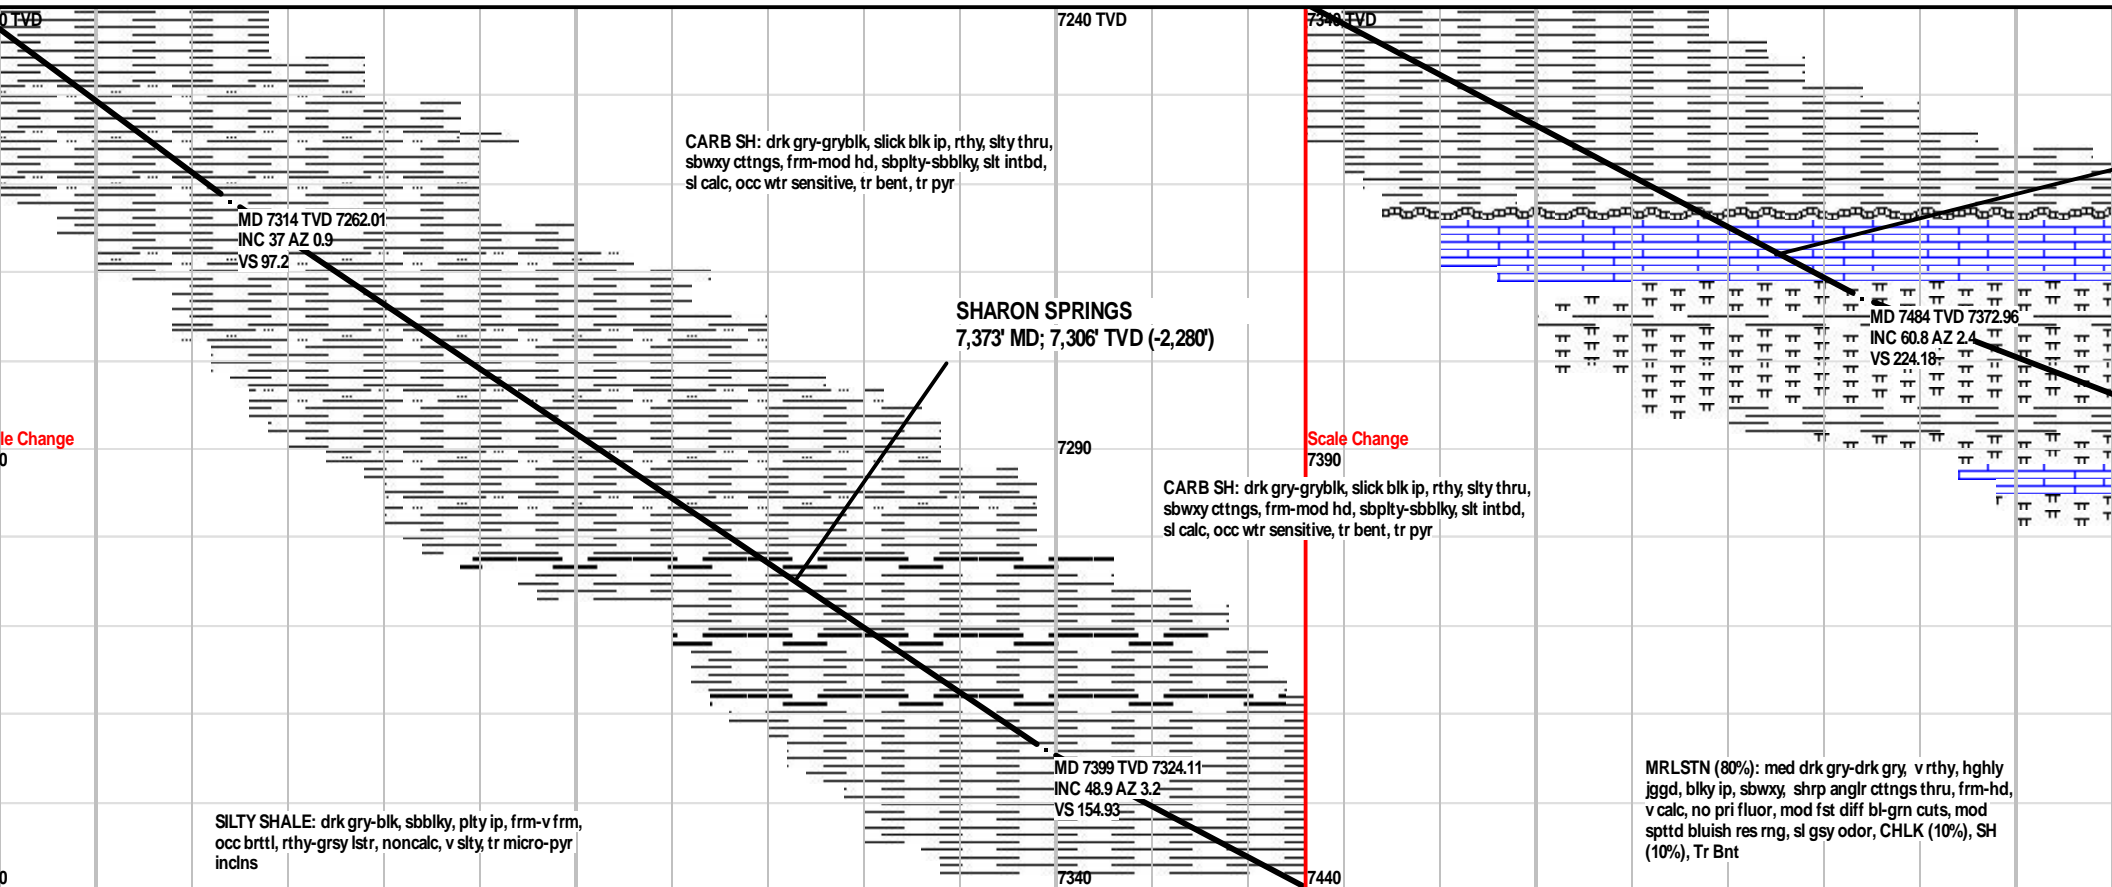 0 TVD
7240 TVD
7340 TVD
CARB SH: drk gry-gryblk, slick blk ip, rthy, slty thru,
sbwxy cttngs, frm-mod hd, sbplty-sbblky, slt intbd,
sl calc, occ wtr sensitive, tr bent, tr pyr
MD 7314 TVD 7262.01
INC 37 AZ 0.9
VS 97.2
SHARON SPRINGS
7,373' MD; 7,306' TVD (-2,280')
MD 7484 TVD 7372.96
INC 60.8 AZ 2.4
VS 224.18
le Change
0
7290
Scale Change
7390
CARB SH: drk gry-gryblk, slick blk ip, rthy, slty thru,
sbwxy cttngs, frm-mod hd, sbplty-sbblky, slt intbd,
sl calc, occ wtr sensitive, tr bent, tr pyr
MD 7399 TVD 7324.11
INC 48.9 AZ 3.2
VS 154.93
SILTY SHALE: drk gry-blk, sbblky, plty ip, frm-v frm,
occ brttl, rthy-grsy lstr, noncalc, v slty, tr micro-pyr
inclns
MRLSTN (80%): med drk gry-drk gry, v rthy, hghly
jggd, blky ip, sbwxy, shrp anglr cttngs thru, frm-hd,
v calc, no pri fluor, mod fst diff bl-grn cuts, mod
spttd bluish res rng, sl gsy odor, CHLK (10%), SH
(10%), Tr Bnt
0
7340
7440